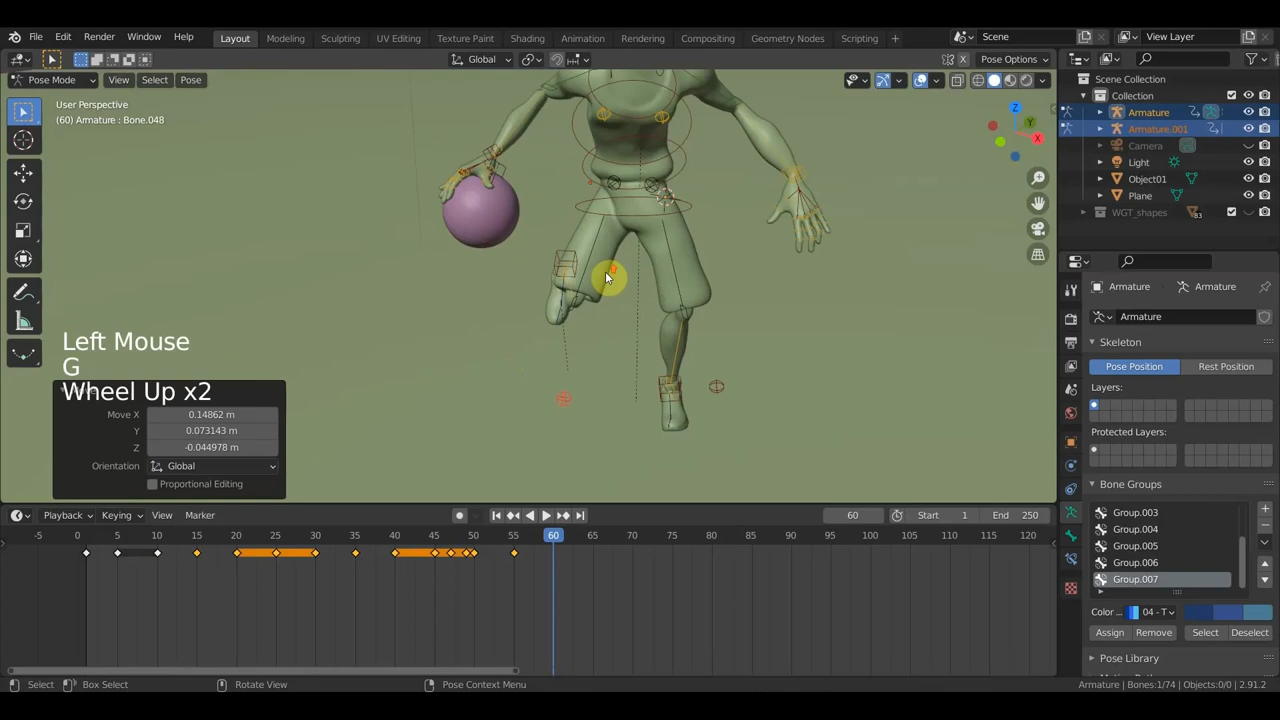 File Edit Render Window Help Layout Modeling Sculpting UV Editing Texture Paint Shading Animation Rendering Compositing Geometry Nodes Scripting + Scene View Layer
Global Pose Options
Pose Mode View Select Pose
User Perspective
(60) Armature : Bone.048
Z
Y
X
Scene Collection
Collection
Armature
Armature.001
Camera
Light
Object01
Plane
WGT_shapes 83
Left Mouse
G
Wheel Up x2
Move X 0.14862 m
Y 0.073143 m
Z -0.044978 m
Orientation Global
Proportional Editing
Armature Armature
Armature
Skeleton
Pose Position Rest Position
Layers:
Protected Layers:
Bone Groups
Group.003
Group.004
Group.005
Group.006
Group.007
Color... 04 - T
Assign Remove Select Deselect
Pose Library
Playback Keying View Marker 60 Start 1 End 250
-5 0 5 10 15 20 25 30 35 40 45 50 55 60 65 70 75 80 85 90 95 100 105 110 115 120
Select Box Select Rotate View Pose Context Menu Armature | Bones:1/74 | Objects:0/0 | 2.91.2